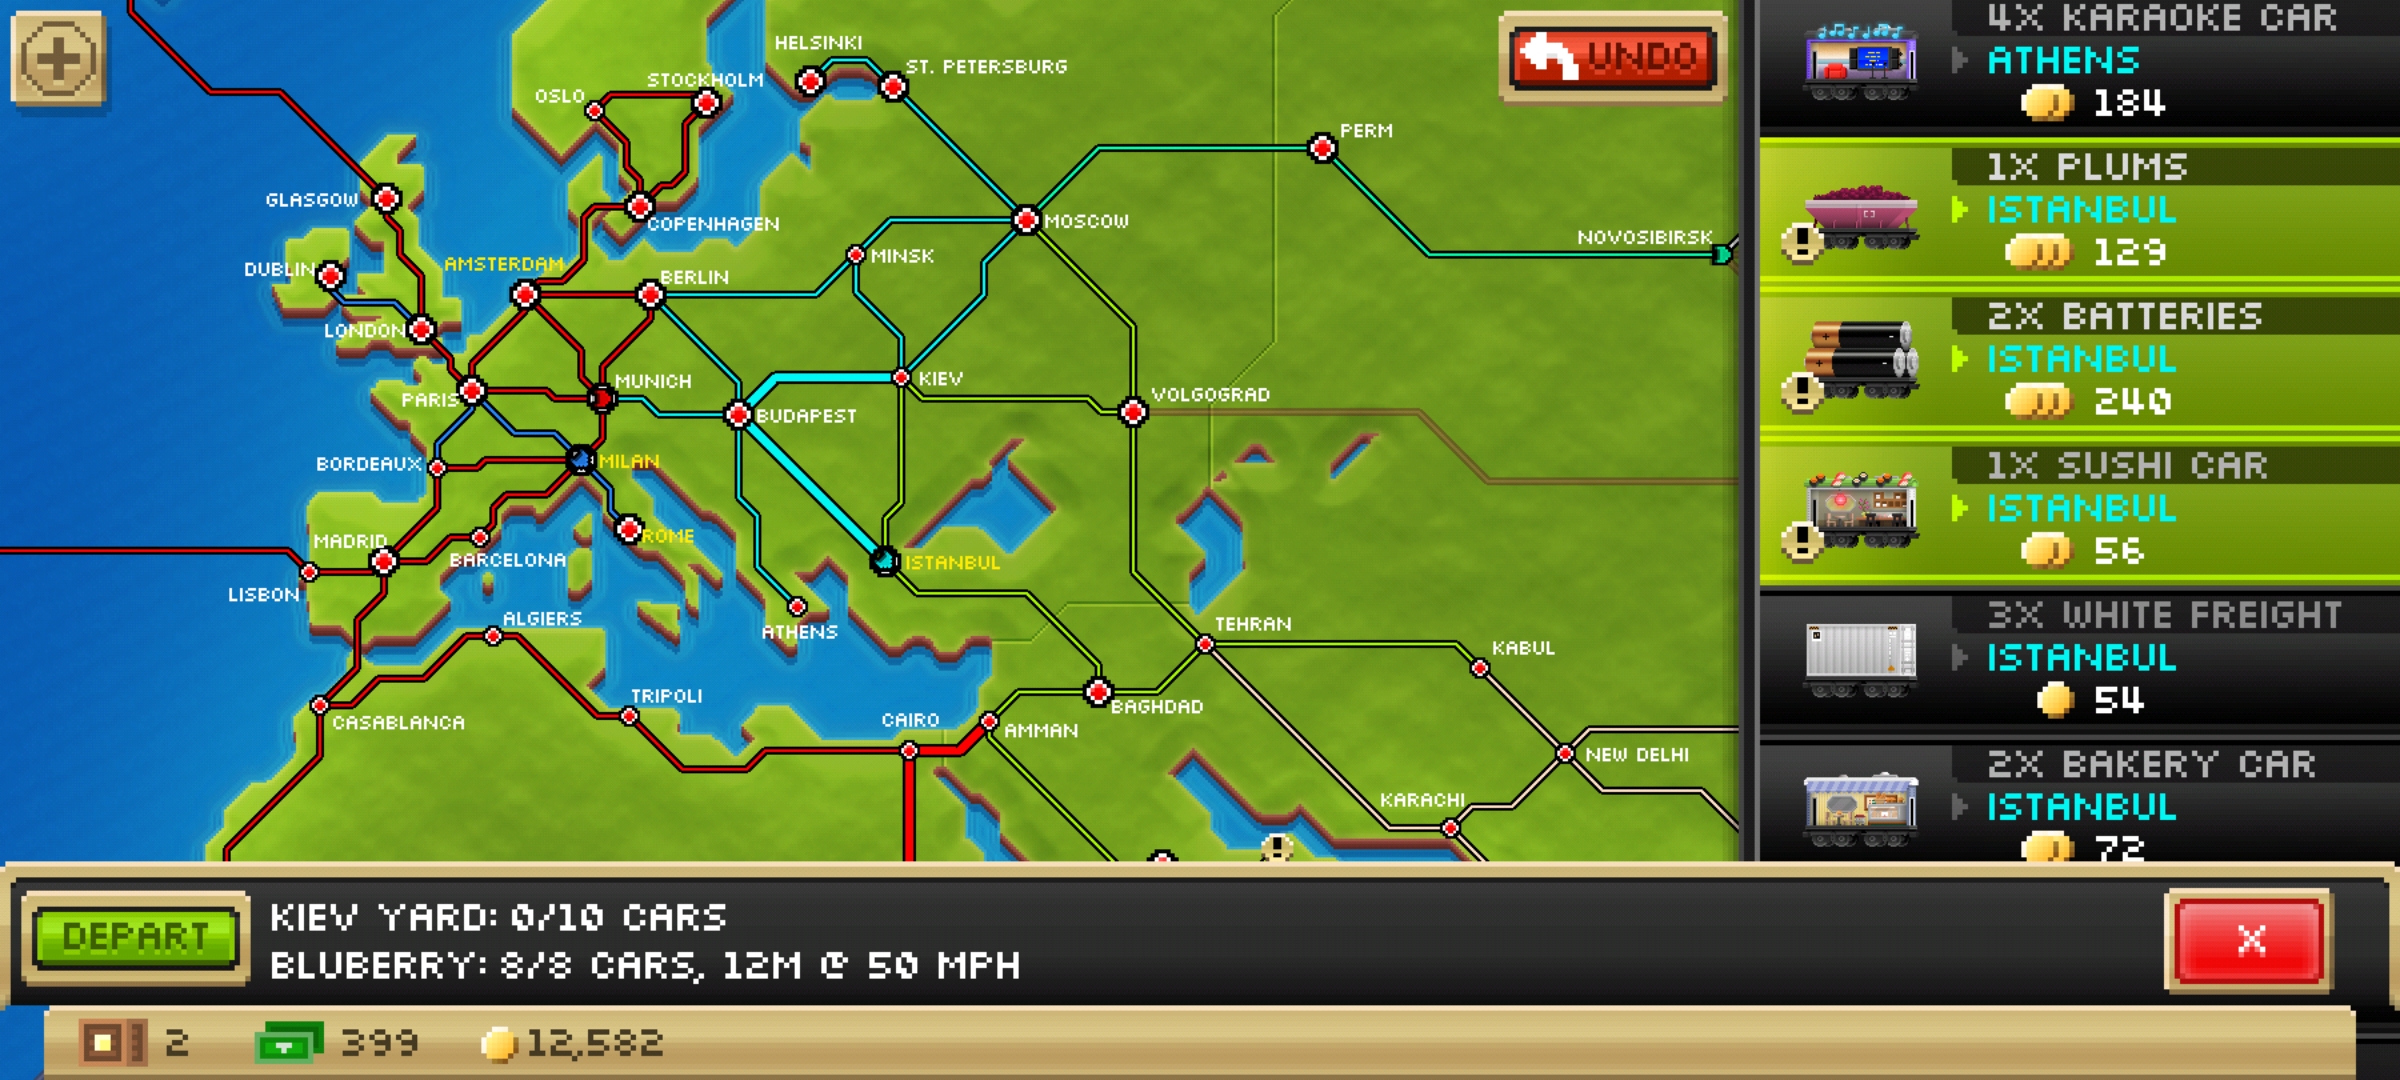 HELSINKI
ST. PETERSBURG
STOCKHOLM
OSLO
PERM
GLASGOW
COPENHAGEN
MOSCOW
NOVOSIBIRSK
MINSK
AMSTERDAM
DUBLIN
BERLIN
LONDON
MUNICH
KIEV
PARIS
VOLGOGRAD
BUDAPEST
BORDEAUX
MILAN
ROME
MADRID
BARCELONA
ISTANBUL
LISBON
ALGIERS
ATHENS
TEHRAN
KABUL
TRIPOLI
CASABLANCA
CAIRO
AMMAN
BAGHDAD
NEW DELHI
KARACHI
UNDO
4X KARAOKE CAR
ATHENS
184
1X PLUMS
ISTANBUL
129
2X BATTERIES
ISTANBUL
240
1X SUSHI CAR
ISTANBUL
56
3X WHITE FREIGHT
ISTANBUL
54
2X BAKERY CAR
ISTANBUL
72
DEPART
KIEV YARD: 0/10 CARS
BLUBERRY: 8/8 CARS, 12M @ 50 MPH
X
2
399
12,582